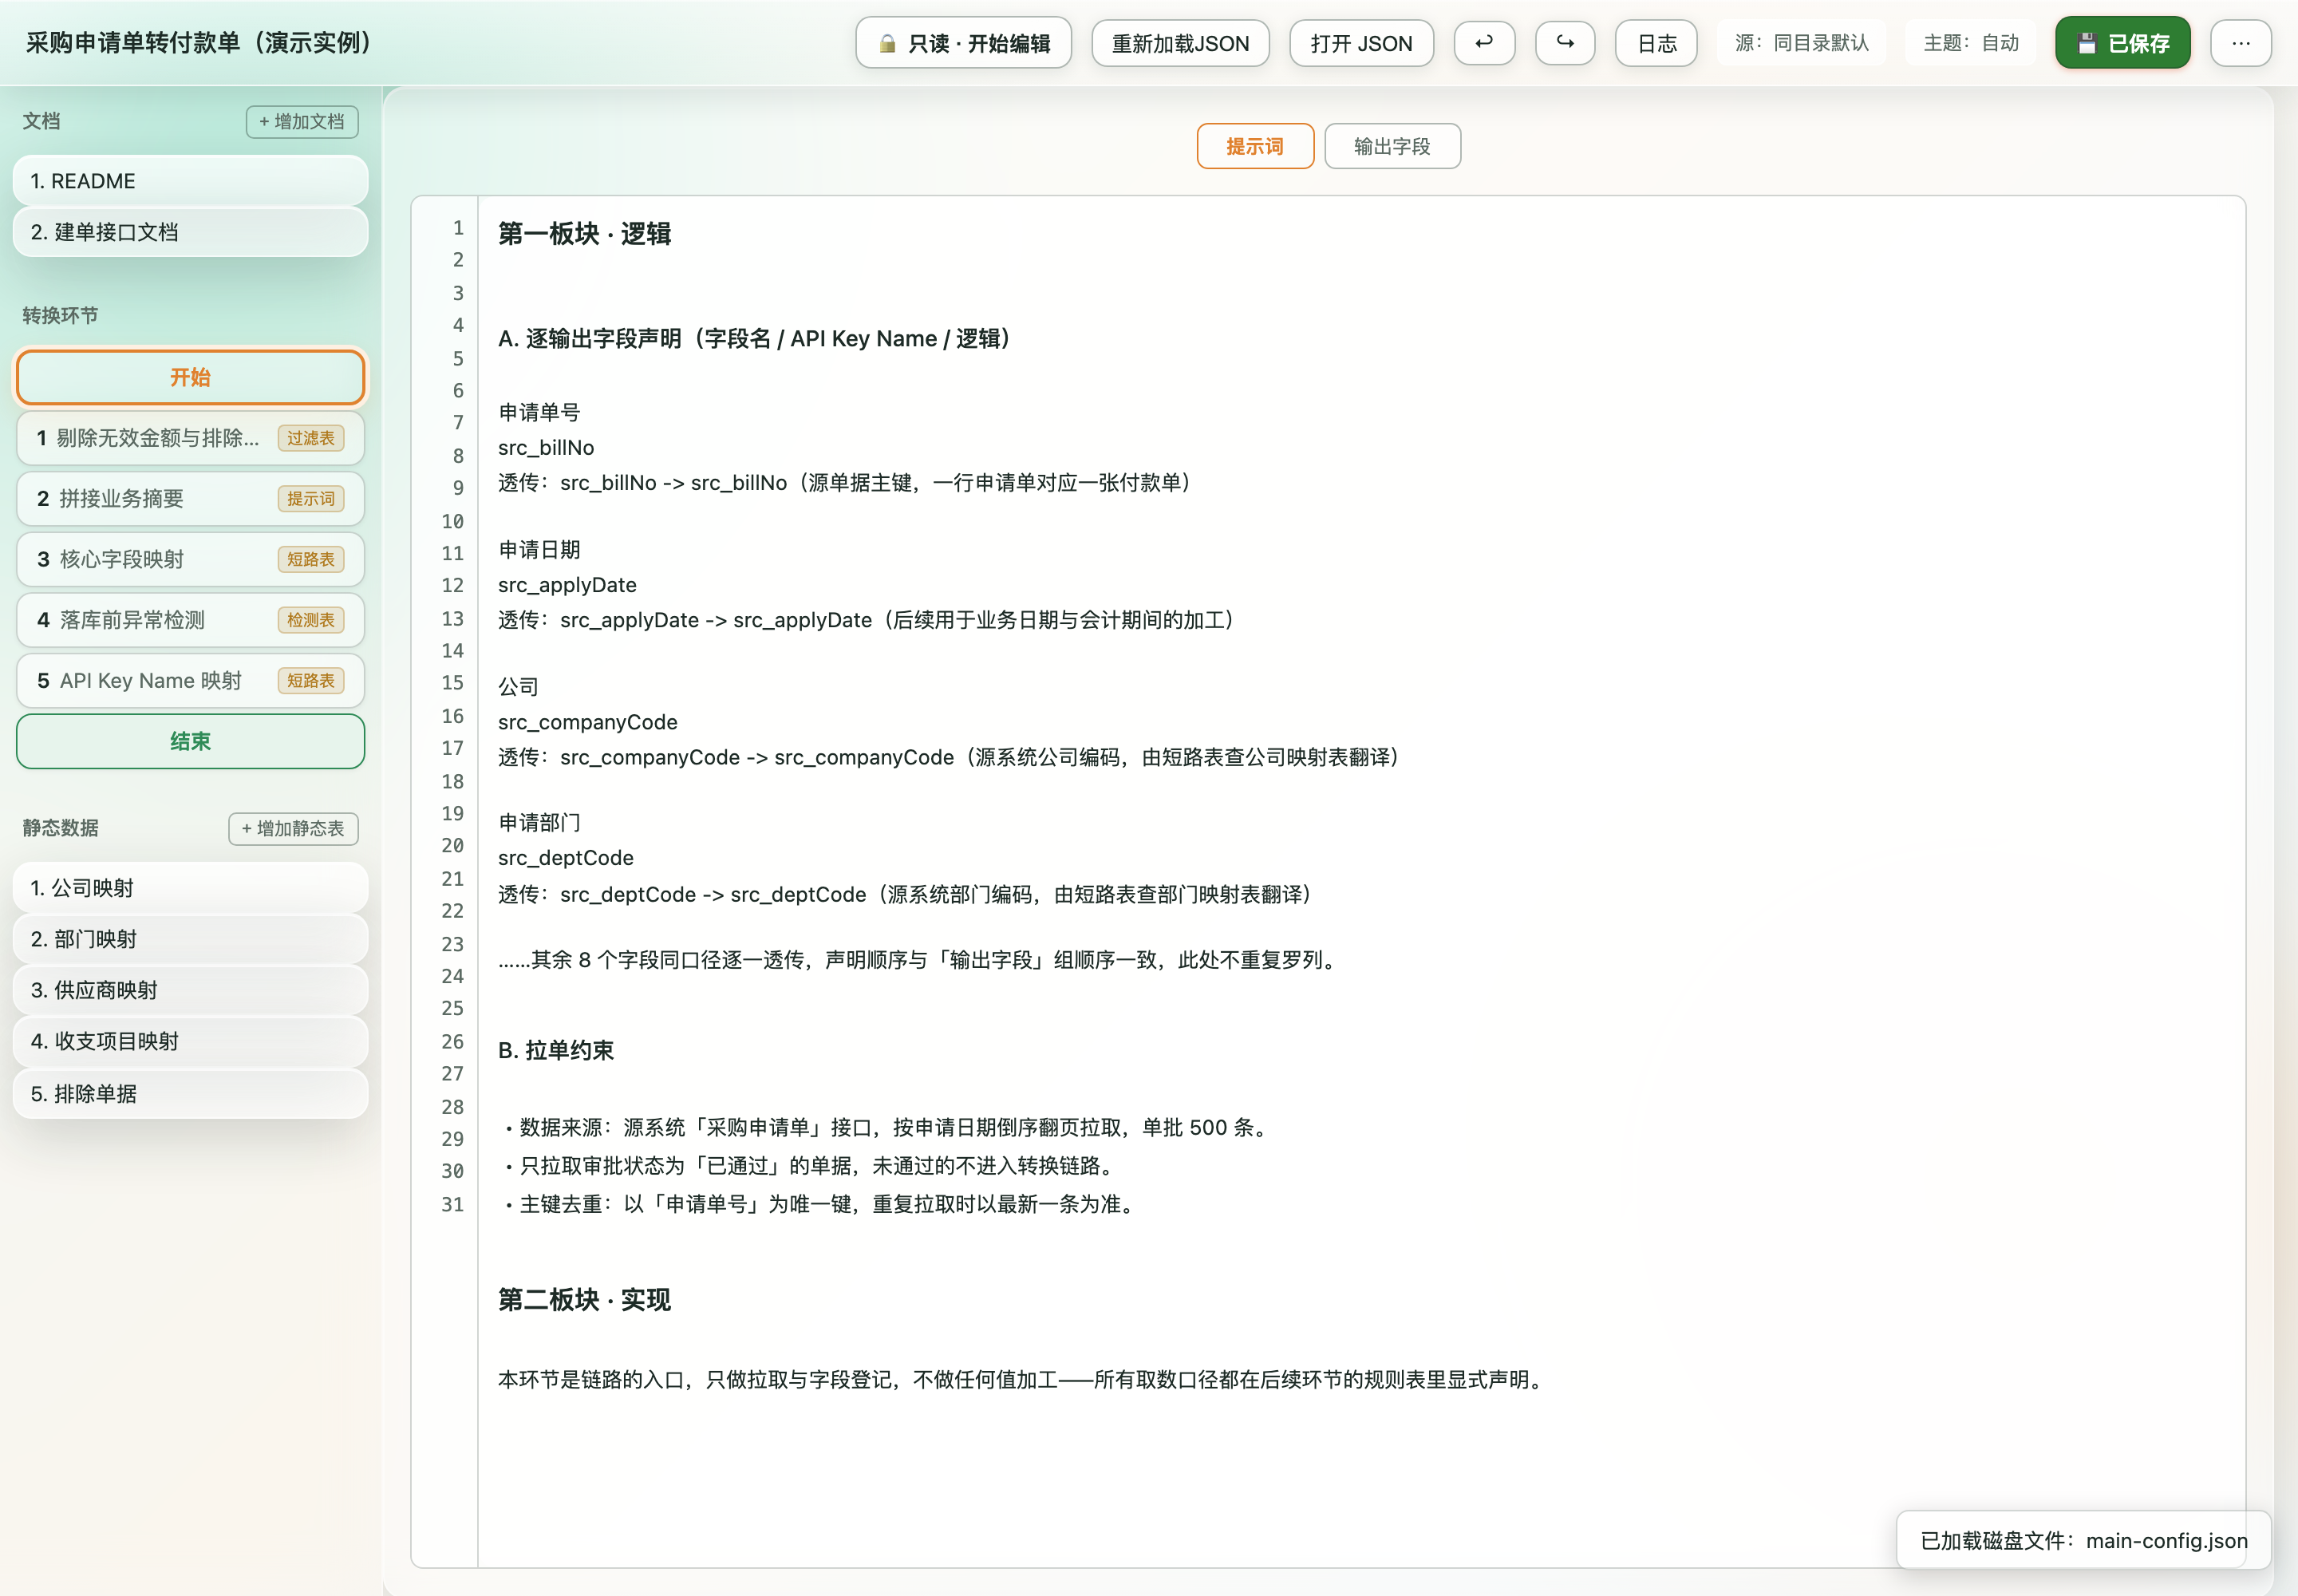 采购申请单转付款单（演示实例）
🔒 只读 · 开始编辑
重新加载JSON
打开 JSON
↩
↪
日志
源：同目录默认
主题：自动
💾 已保存
…
文档
+ 增加文档
1. README
2. 建单接口文档
转换环节
开始
1 剔除无效金额与排除... 过滤表
2 拼接业务摘要 提示词
3 核心字段映射 短路表
4 落库前异常检测 检测表
5 API Key Name 映射 短路表
结束
静态数据
+ 增加静态表
1. 公司映射
2. 部门映射
3. 供应商映射
4. 收支项目映射
5. 排除单据
提示词
输出字段
1
2
3
4
5
6
7
8
9
10
11
12
13
14
15
16
17
18
19
20
21
22
23
24
25
26
27
28
29
30
31
第一板块 · 逻辑
A. 逐输出字段声明（字段名 / API Key Name / 逻辑）
申请单号
src_billNo
透传：src_billNo -> src_billNo（源单据主键，一行申请单对应一张付款单）
申请日期
src_applyDate
透传：src_applyDate -> src_applyDate（后续用于业务日期与会计期间的加工）
公司
src_companyCode
透传：src_companyCode -> src_companyCode（源系统公司编码，由短路表查公司映射表翻译）
申请部门
src_deptCode
透传：src_deptCode -> src_deptCode（源系统部门编码，由短路表查部门映射表翻译）
……其余 8 个字段同口径逐一透传，声明顺序与「输出字段」组顺序一致，此处不重复罗列。
B. 拉单约束
• 数据来源：源系统「采购申请单」接口，按申请日期倒序翻页拉取，单批 500 条。
• 只拉取审批状态为「已通过」的单据，未通过的不进入转换链路。
• 主键去重：以「申请单号」为唯一键，重复拉取时以最新一条为准。
第二板块 · 实现
本环节是链路的入口，只做拉取与字段登记，不做任何值加工——所有取数口径都在后续环节的规则表里显式声明。
已加载磁盘文件：main-config.json